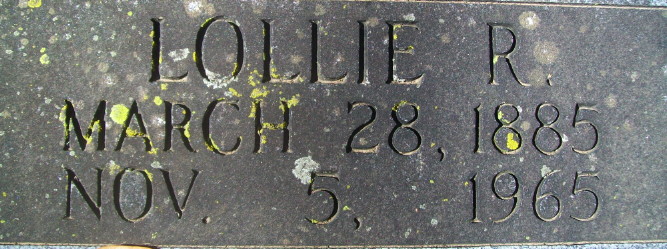 LOLLIE R.
MARCH 28, 1885
NOV. 5, 1965